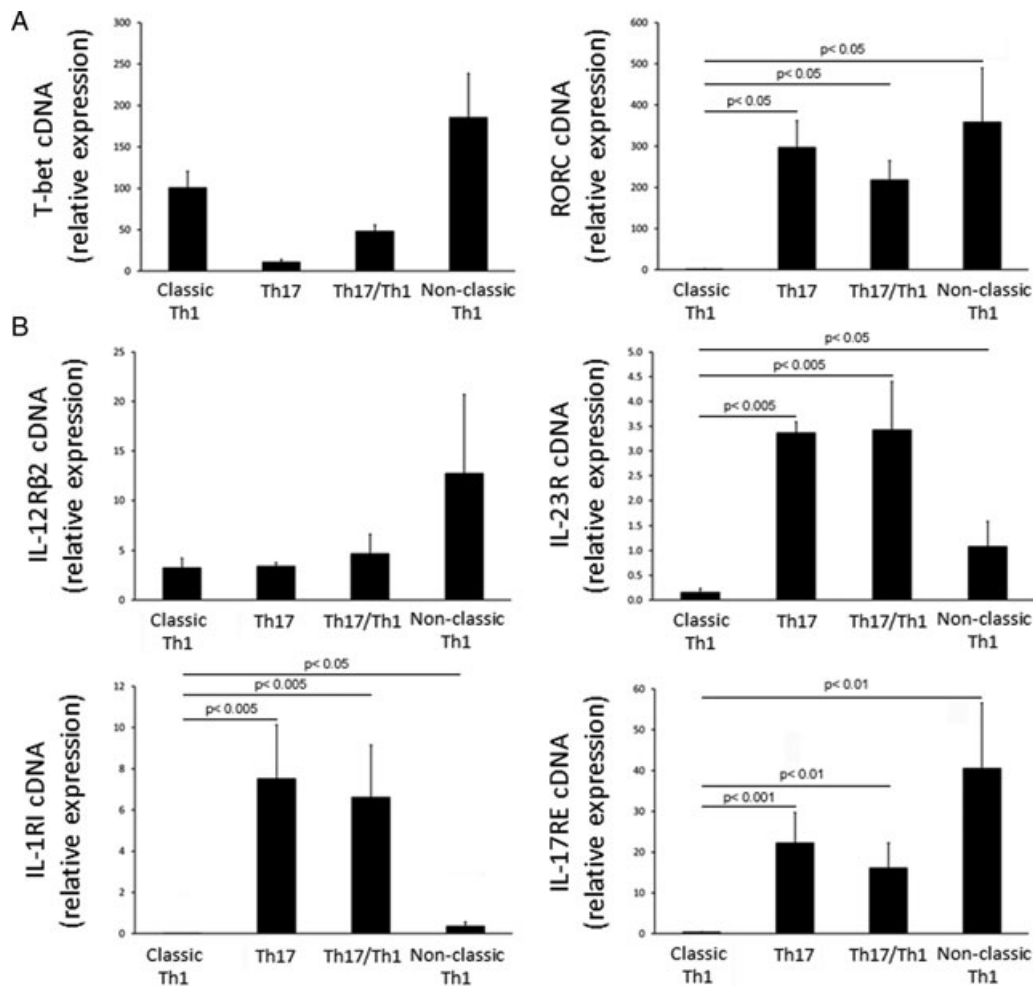 A
T-bet cDNA
(relative expression)
300
250
200
150
100
50
0
Classic
Th1
Th17
Th17/Th1
Non-classic
Th1
RORC cDNA
(relative expression)
600
500
400
300
200
100
0
p< 0.05
p< 0.05
p< 0.05
Classic
Th1
Th17
Th17/Th1
Non-classic
Th1
B
IL-12Rβ2 cDNA
(relative expression)
25
20
15
10
5
0
Classic
Th1
Th17
Th17/Th1
Non-classic
Th1
IL-23R cDNA
(relative expression)
5.0
4.5
4.0
3.5
3.0
2.5
2.0
1.5
1.0
0.5
0.0
p< 0.05
p< 0.005
p< 0.005
Classic
Th1
Th17
Th17/Th1
Non-classic
Th1
IL-1RI cDNA
(relative expression)
12
10
8
6
4
2
0
p< 0.05
p< 0.005
p< 0.005
Classic
Th1
Th17
Th17/Th1
Non-classic
Th1
IL-17RE cDNA
(relative expression)
60
50
40
30
20
10
0
p< 0.01
p< 0.01
p< 0.001
Classic
Th1
Th17
Th17/Th1
Non-classic
Th1